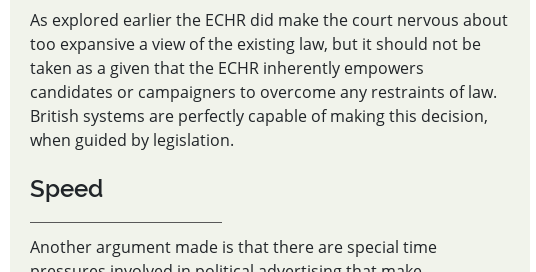 As explored earlier the ECHR did make the court nervous about
too expansive a view of the existing law, but it should not be
taken as a given that the ECHR inherently empowers
candidates or campaigners to overcome any restraints of law.
British systems are perfectly capable of making this decision,
when guided by legislation.
Speed
Another argument made is that there are special time
pressures involved in political advertising that make